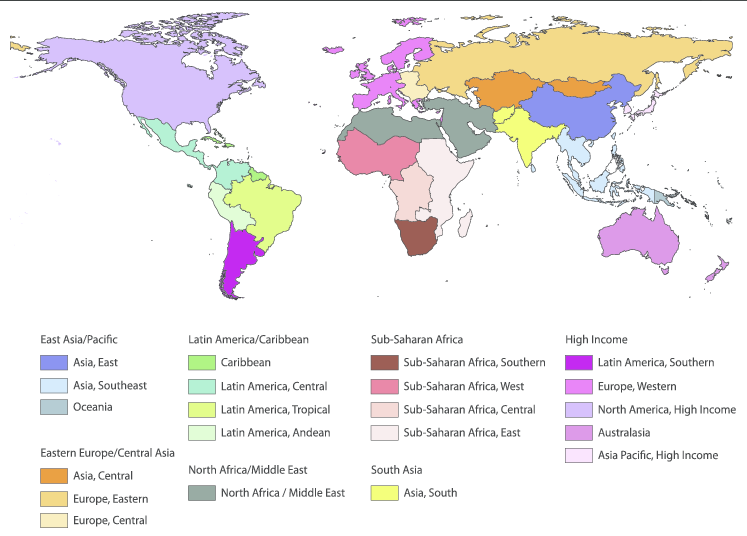 East Asia/Pacific
Asia, East
Asia, Southeast
Oceania
Eastern Europe/Central Asia
Asia, Central
Europe, Eastern
Europe, Central
Latin America/Caribbean
Caribbean
Latin America, Central
Latin America, Tropical
Latin America, Andean
North Africa/Middle East
North Africa / Middle East
Sub-Saharan Africa
Sub-Saharan Africa, Southern
Sub-Saharan Africa, West
Sub-Saharan Africa, Central
Sub-Saharan Africa, East
South Asia
Asia, South
High Income
Latin America, Southern
Europe, Western
North America, High Income
Australasia
Asia Pacific, High Income